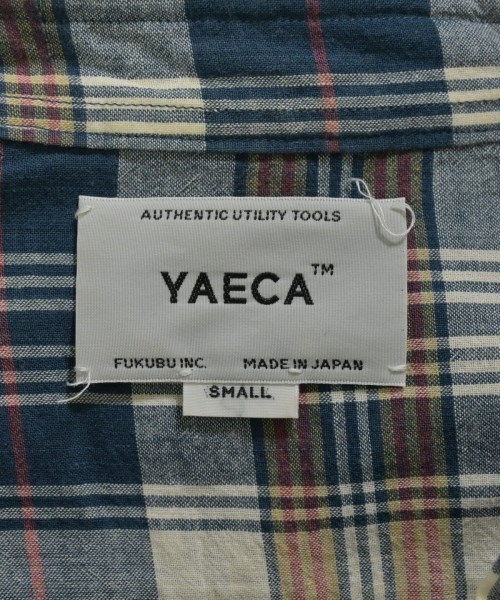 AUTHENTIC UTILITY TOOLS
YAECA™
FUKUBU INC. MADE IN JAPAN
SMALL